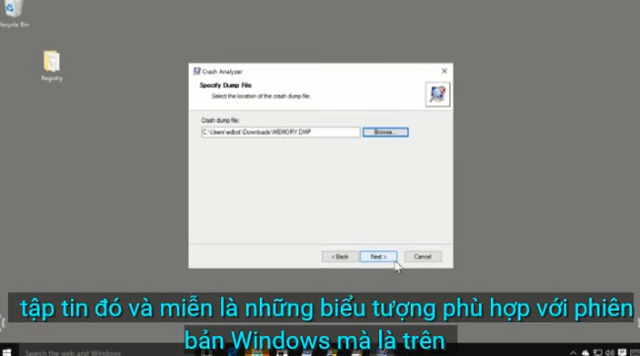 Recycle Bin
Registry
Crash Analyzer
Specify Dump File
Select the location of the crash dump file.
Crash dump file:
C:\Users\edbot\Downloads\MEMORY.DMP
Browse...
< Back
Next >
Cancel
tập tin đó và miễn là những biểu tượng phù hợp với phiên
bản Windows mà là trên
Search the web and Windows